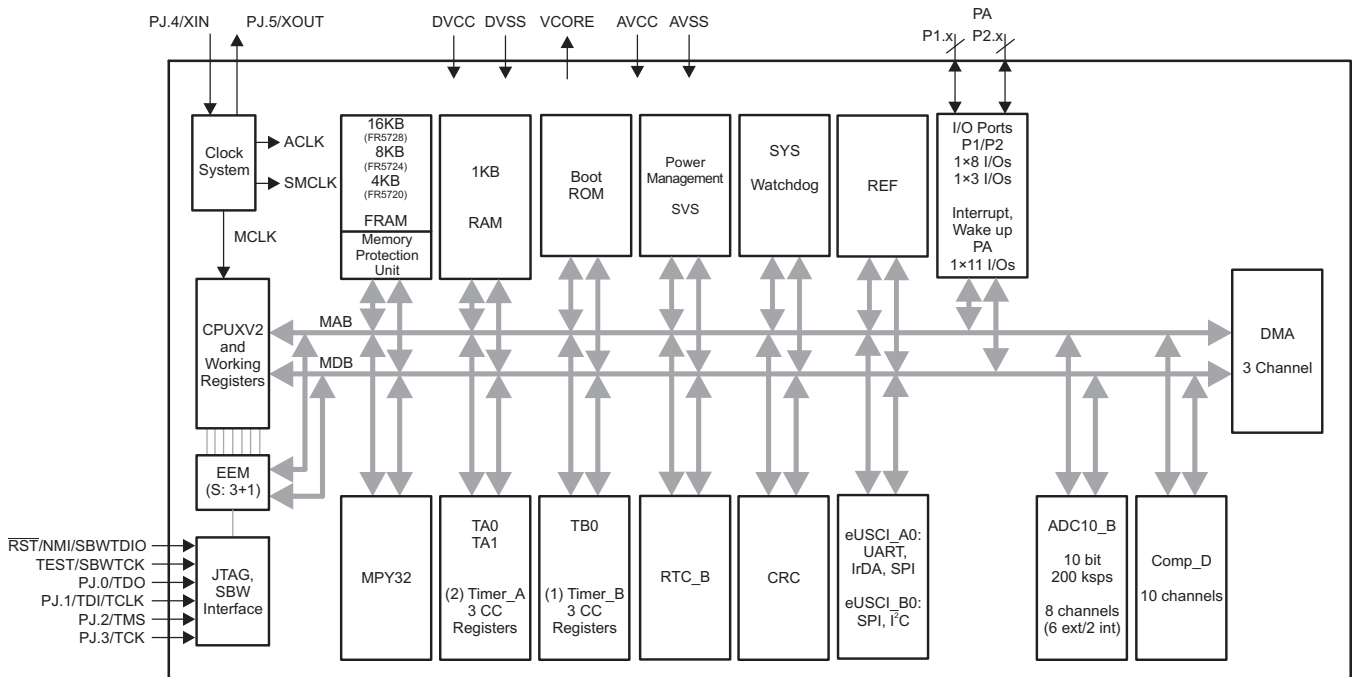 PJ.4/XIN
PJ.5/XOUT
DVCC
DVSS
VCORE
AVCC
AVSS
PA
P1.x
P2.x
Clock
System
ACLK
SMCLK
MCLK
16KB
(FR5728)
8KB
(FR5724)
4KB
(FR5720)
FRAM
Memory
Protection
Unit
1KB
RAM
Boot
ROM
Power
Management
SVS
SYS
Watchdog
REF
I/O Ports
P1/P2
1×8 I/Os
1×3 I/Os
Interrupt,
Wake up
PA
1×11 I/Os
CPUXV2
and
Working
Registers
MAB
MDB
DMA
3 Channel
EEM
(S: 3+1)
RST/NMI/SBWTDIO
TEST/SBWTCK
PJ.0/TDO
PJ.1/TDI/TCLK
PJ.2/TMS
PJ.3/TCK
JTAG,
SBW
Interface
MPY32
TA0
TA1
(2) Timer_A
3 CC
Registers
TB0
(1) Timer_B
3 CC
Registers
RTC_B
CRC
eUSCI_A0:
UART,
IrDA, SPI
eUSCI_B0:
SPI, I²C
ADC10_B
10 bit
200 ksps
8 channels
(6 ext/2 int)
Comp_D
10 channels